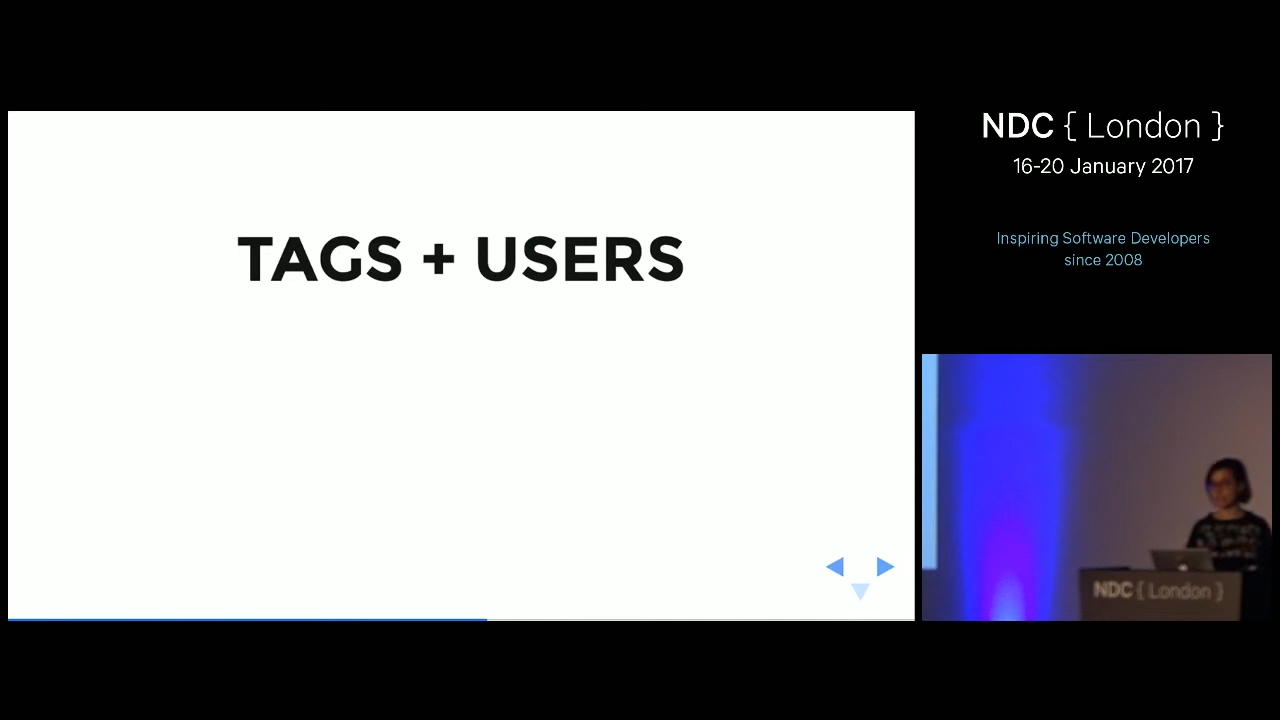 TAGS + USERS
NDC { London }
16-20 January 2017
Inspiring Software Developers
since 2008
NDC { London }